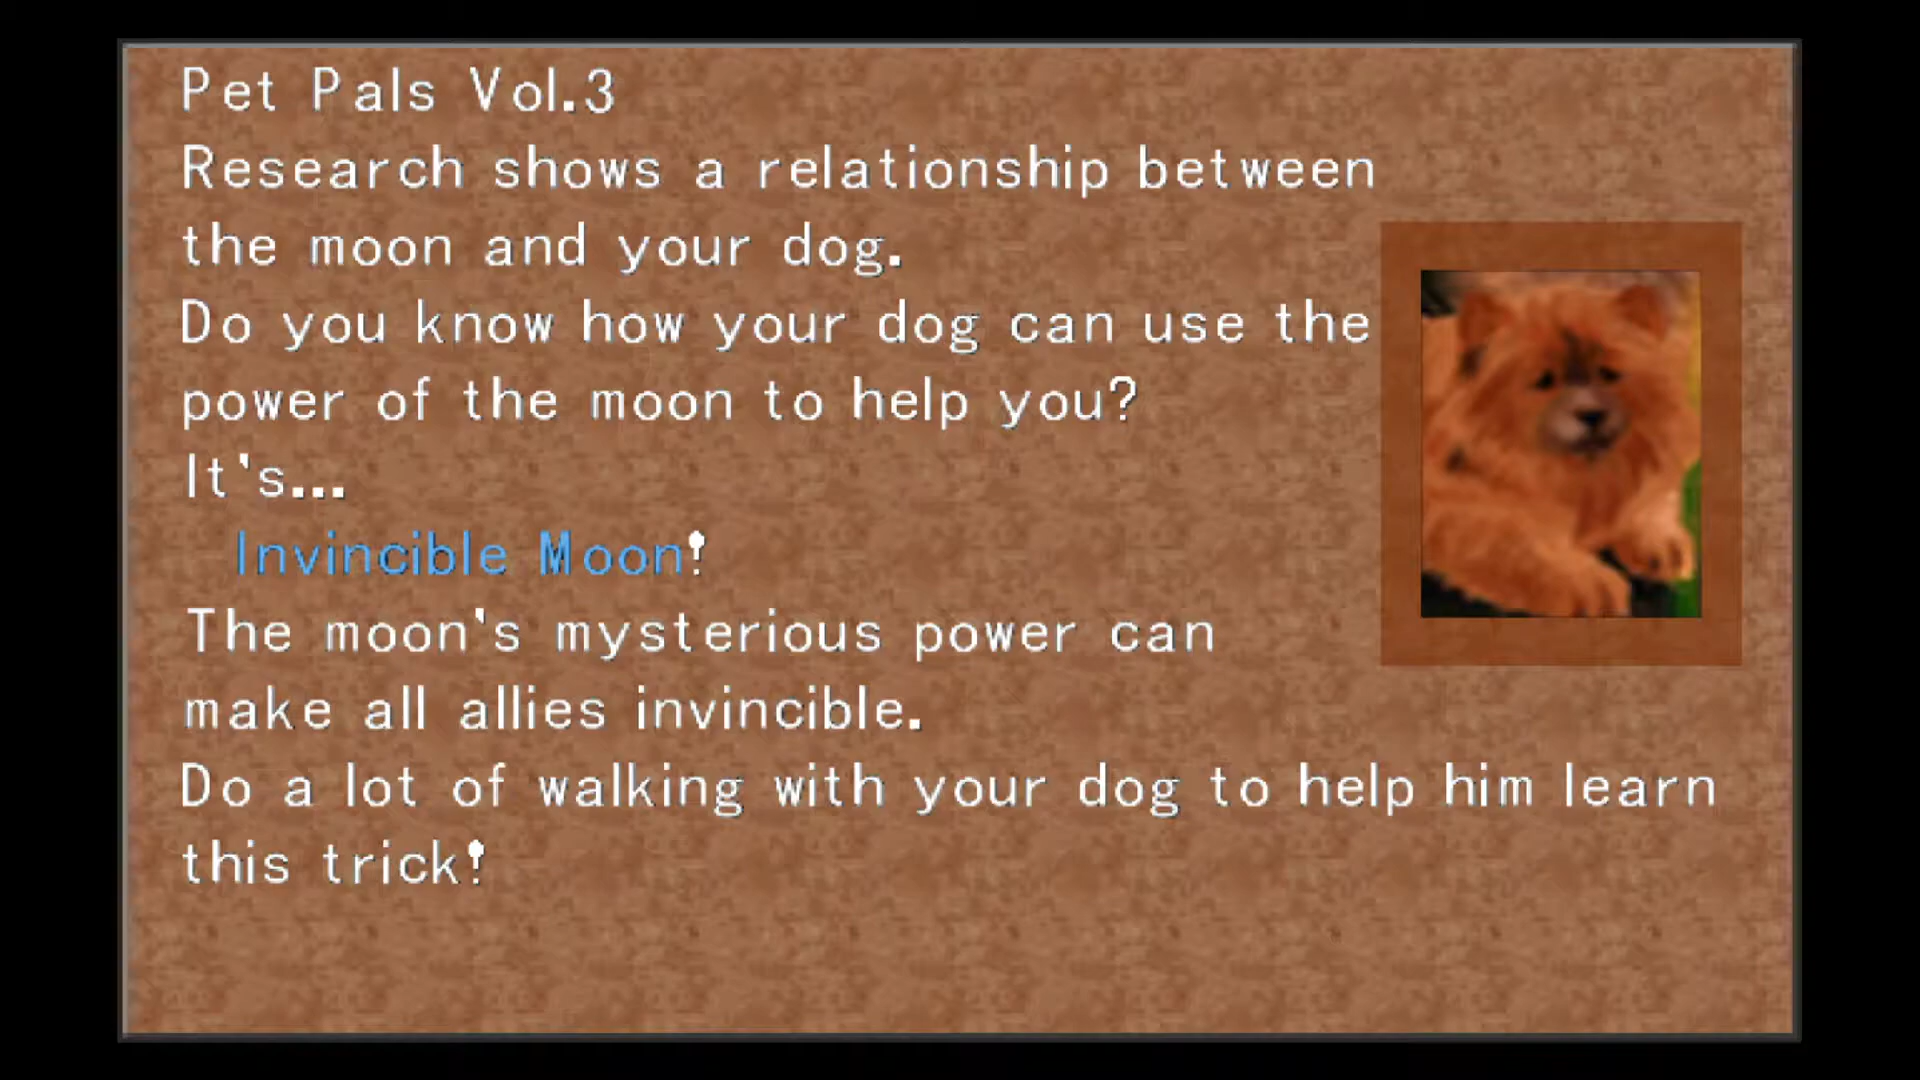 Pet Pals Vol.3
Research shows a relationship between
the moon and your dog.
Do you know how your dog can use the
power of the moon to help you?
It's...
Invincible Moon!
The moon's mysterious power can
make all allies invincible.
Do a lot of walking with your dog to help him learn
this trick!